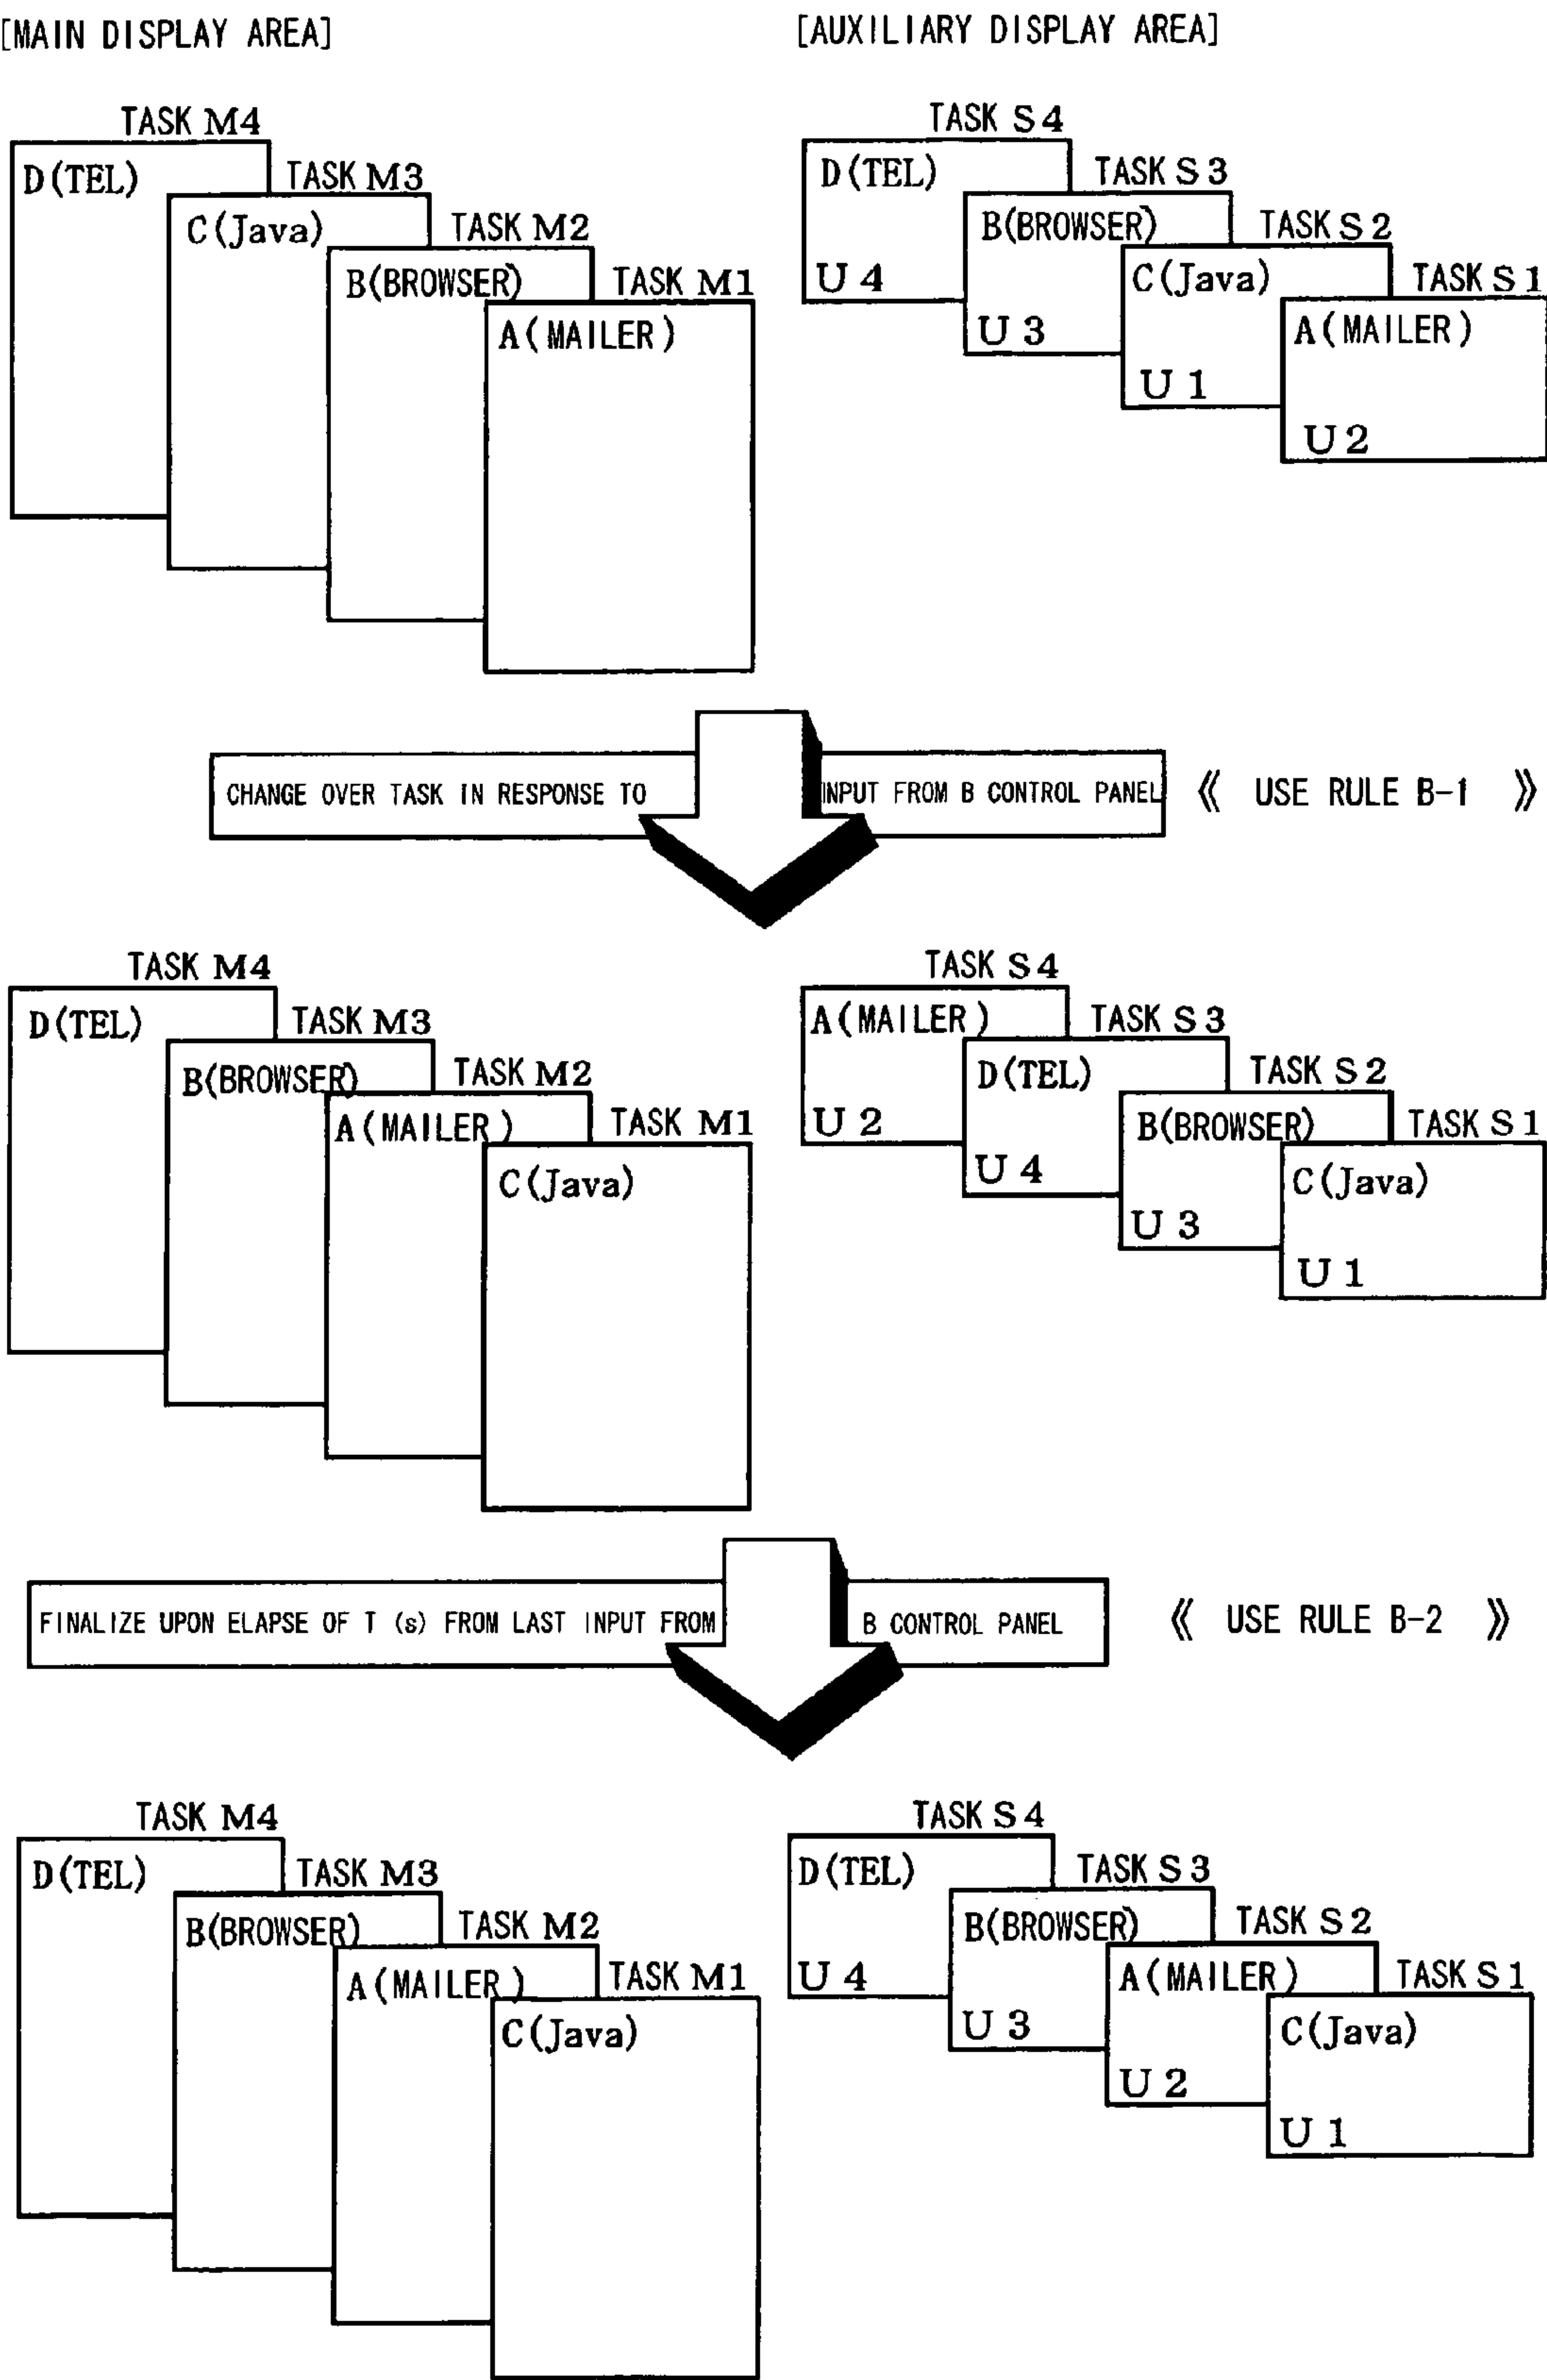 [MAIN DISPLAY AREA]
[AUXILIARY DISPLAY AREA]
TASK M4
D(TEL)
TASK M3
C(Java)
TASK M2
B(BROWSER)
TASK M1
A(MAILER)
TASK S4
D(TEL)
U4
TASK S3
B(BROWSER)
U3
TASK S2
C(Java)
U1
TASK S1
A(MAILER)
U2
CHANGE OVER TASK IN RESPONSE TO INPUT FROM B CONTROL PANEL
《 USE RULE B-1 》
TASK M4
D(TEL)
TASK M3
B(BROWSER)
TASK M2
A(MAILER)
TASK M1
C(Java)
TASK S4
A(MAILER)
U2
TASK S3
D(TEL)
U4
TASK S2
B(BROWSER)
U3
TASK S1
C(Java)
U1
FINALIZE UPON ELAPSE OF T (s) FROM LAST INPUT FROM B CONTROL PANEL
《 USE RULE B-2 》
TASK M4
D(TEL)
TASK M3
B(BROWSER)
TASK M2
A(MAILER)
TASK M1
C(Java)
TASK S4
D(TEL)
U4
TASK S3
B(BROWSER)
U3
TASK S2
A(MAILER)
U2
TASK S1
C(Java)
U1